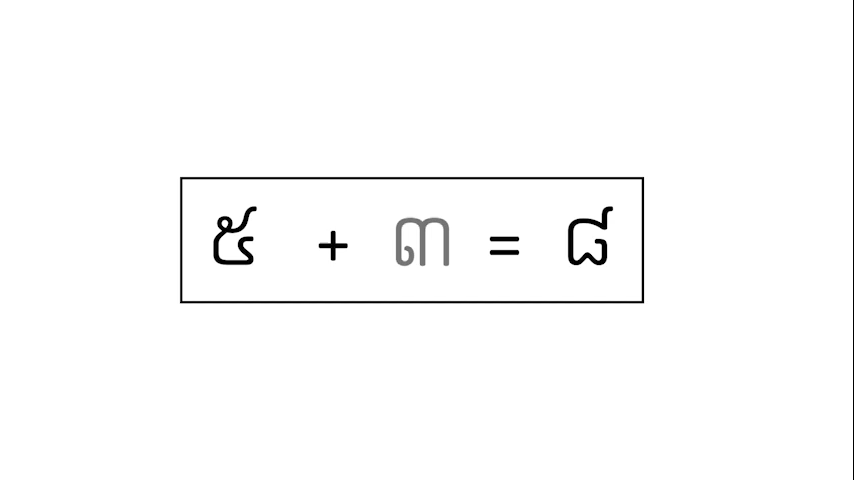 ៥ + ៣ = ៨